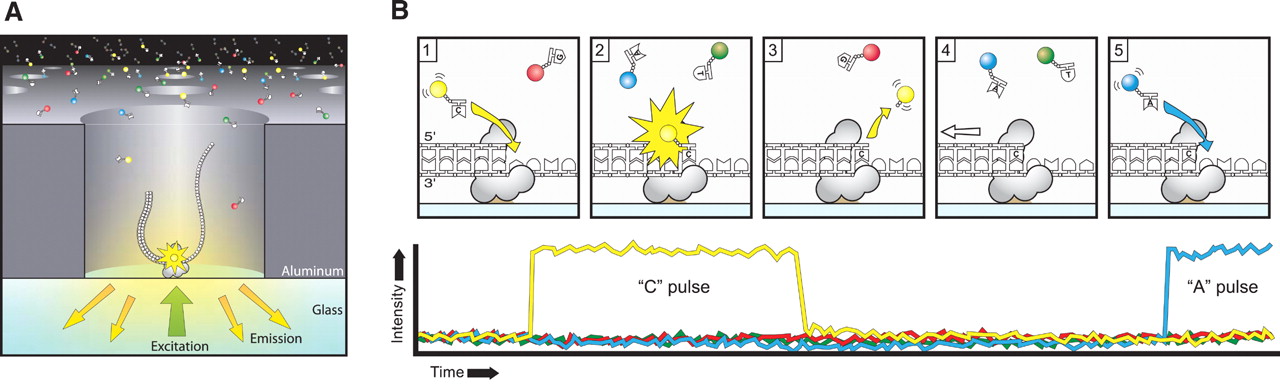 A
Aluminum
Glass
Excitation
Emission
B
1
G
C
5'
3'
2
A
T
C
3
G
C
4
A
T
C
5
A
C
Intensity
"C" pulse
"A" pulse
Time